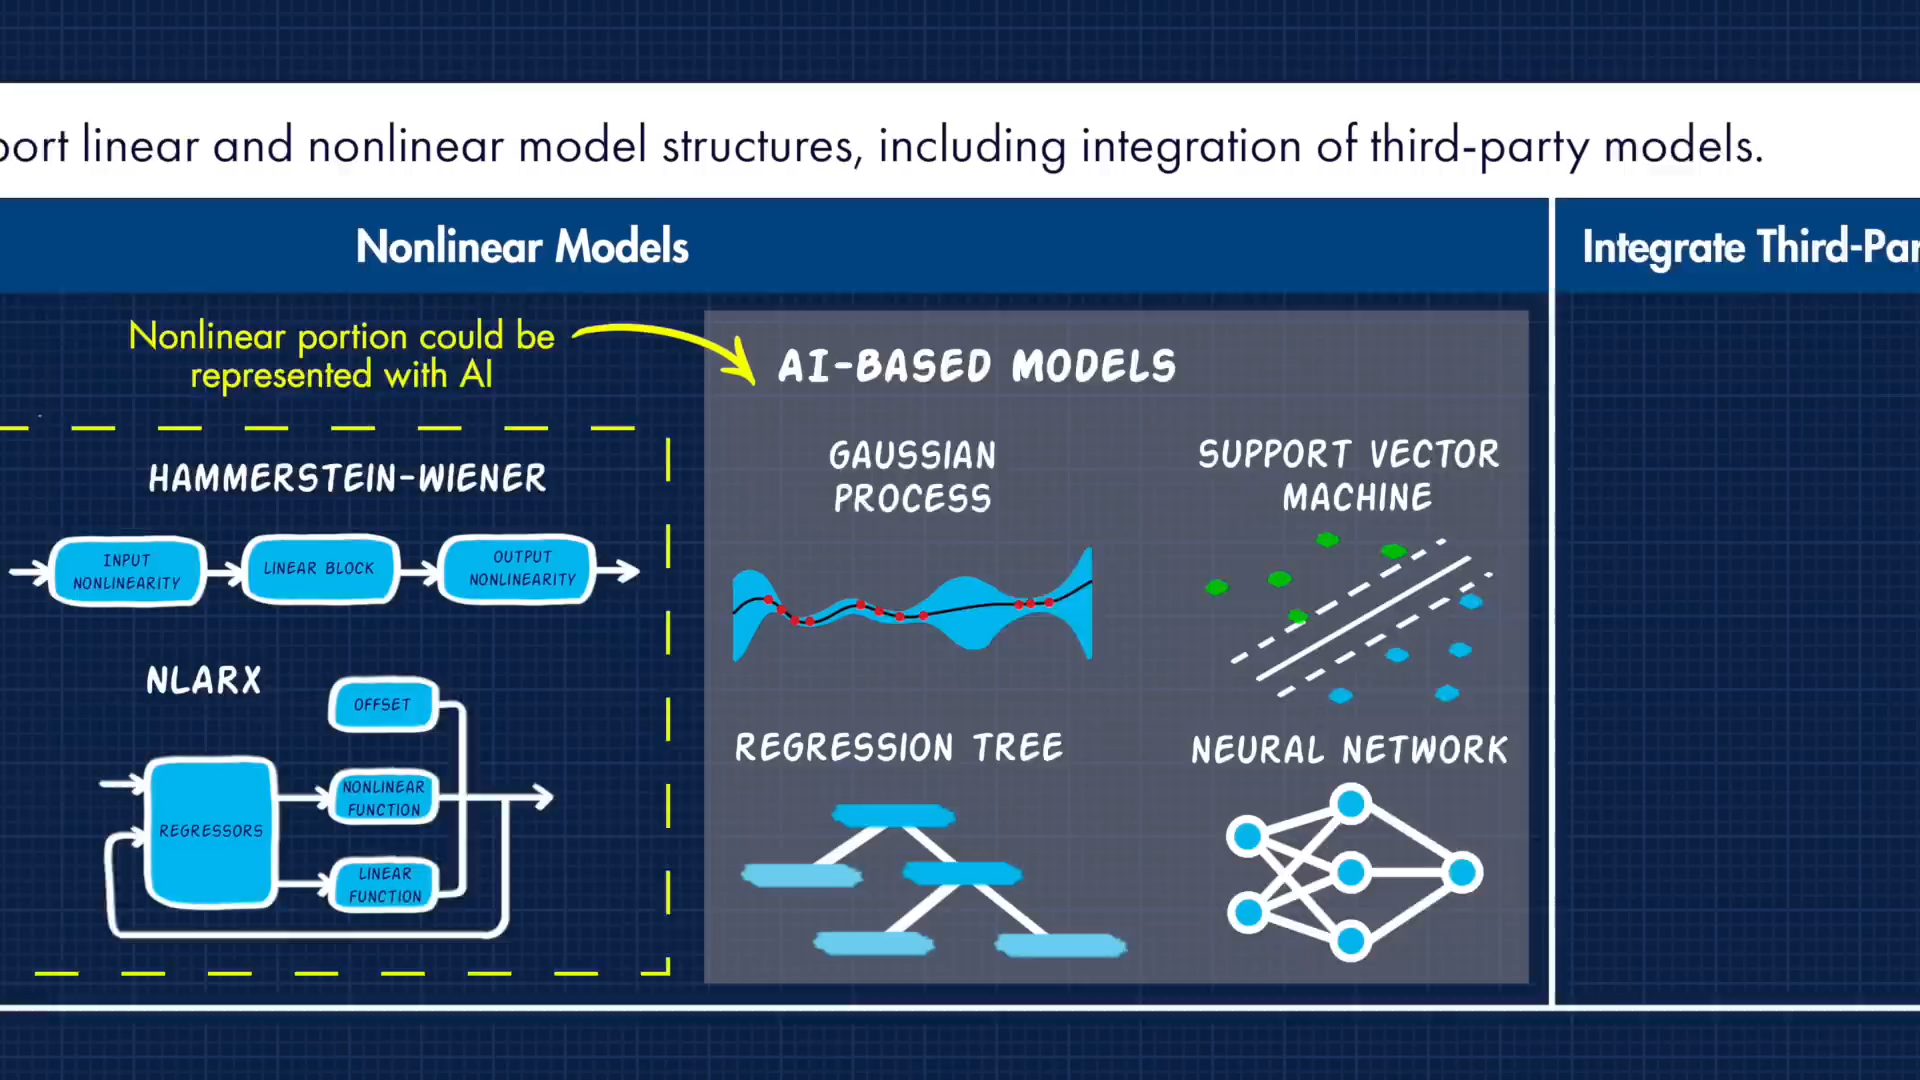 port linear and nonlinear model structures, including integration of third-party models.
Nonlinear Models
Integrate Third-Par
Nonlinear portion could be
represented with AI
HAMMERSTEIN-WIENER
INPUT
NONLINEARITY
LINEAR BLOCK
OUTPUT
NONLINEARITY
NLARX
OFFSET
REGRESSORS
NONLINEAR
FUNCTION
LINEAR
FUNCTION
AI-BASED MODELS
GAUSSIAN
PROCESS
SUPPORT VECTOR
MACHINE
REGRESSION TREE
NEURAL NETWORK